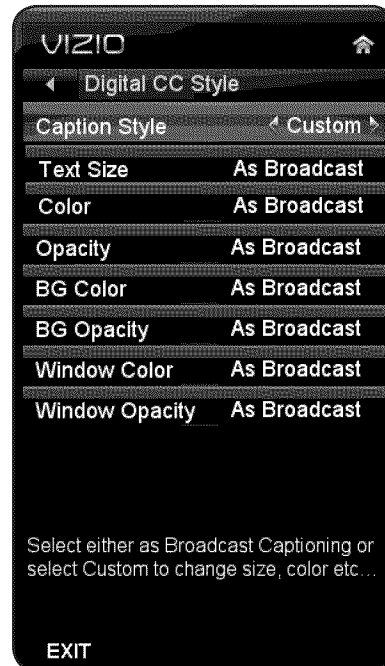 VIZIO
Digital CC Style
Caption Style Custom
Text Size As Broadcast
Color As Broadcast
Opacity As Broadcast
BG Color As Broadcast
BG Opacity As Broadcast
Window Color As Broadcast
Window Opacity As Broadcast
Select either as Broadcast Captioning or
select Custom to change size, color etc...
EXIT